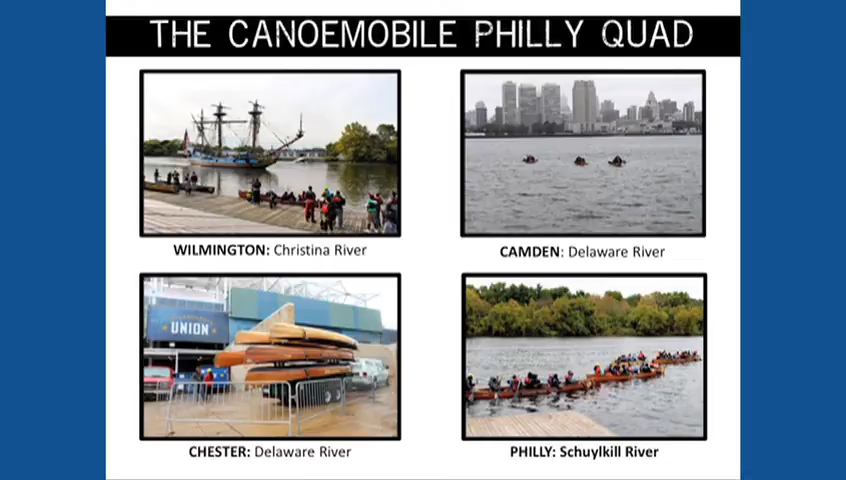 THE CANOEMOBILE PHILLY QUAD
WILMINGTON: Christina River
CAMDEN: Delaware River
UNION
CHESTER: Delaware River
PHILLY: Schuylkill River